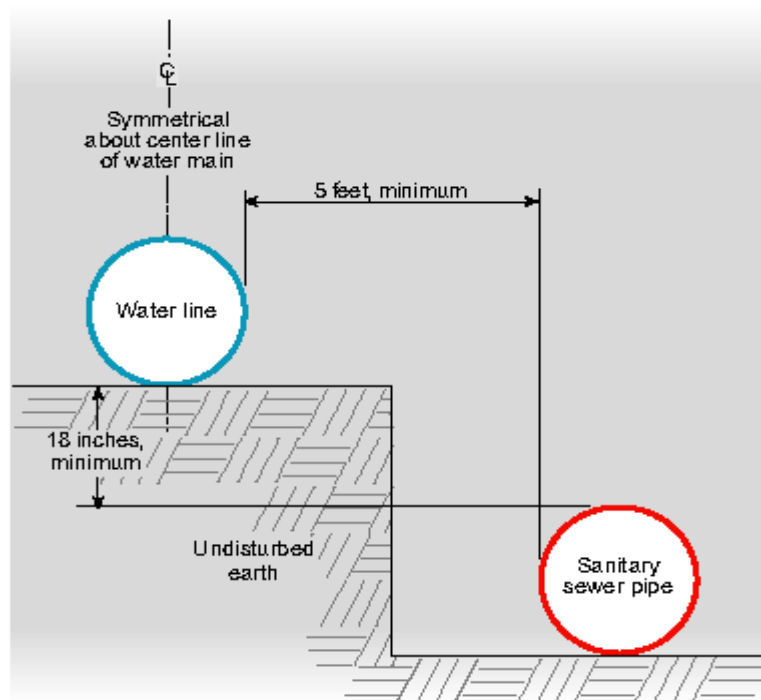 ℄
Symmetrical
about center line
of water main
5 feet, minimum
Water line
18 inches,
minimum
Undisturbed
earth
Sanitary
sewer pipe